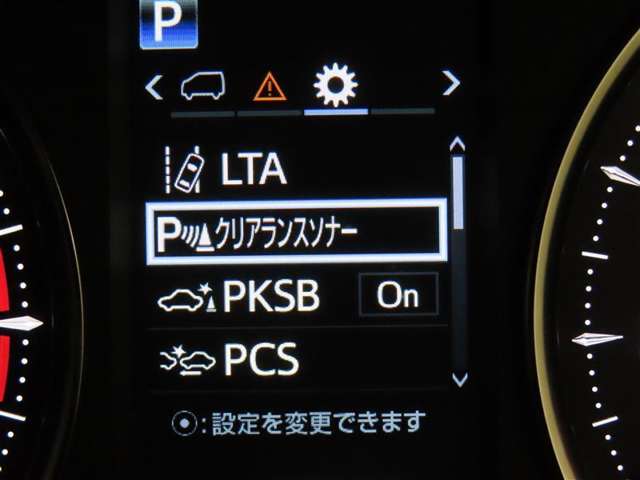 P
LTA
P クリアランスソナー
PKSB On
PCS
:設定を変更できます